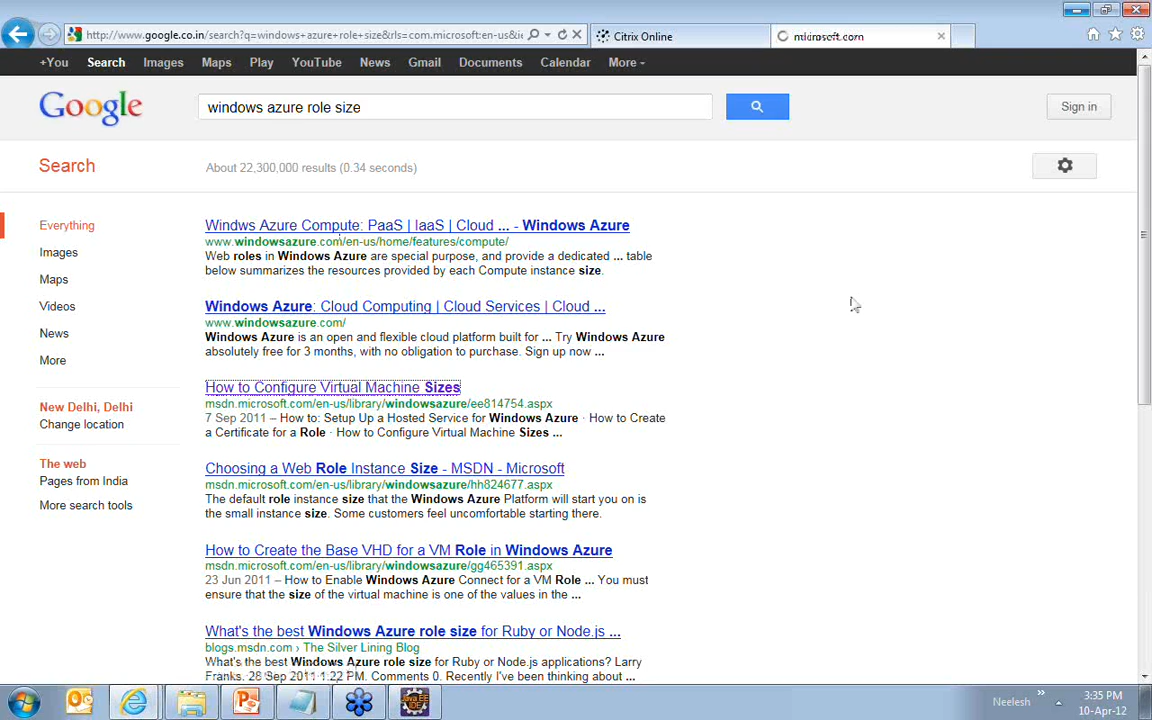 http://www.google.co.in/search?q=windows+azure+role+size&rls=com.microsoft:en-us&ie
Citrix Online
microsoft.com
+You Search Images Maps Play YouTube News Gmail Documents Calendar More
Google
windows azure role size
Sign in
Search
About 22,300,000 results (0.34 seconds)
Everything
Images
Maps
Videos
News
More
New Delhi, Delhi
Change location
The web
Pages from India
More search tools
Windws Azure Compute: PaaS | IaaS | Cloud ... - Windows Azure
www.windowsazure.com/en-us/home/features/compute/
Web roles in Windows Azure are special purpose, and provide a dedicated ... table
below summarizes the resources provided by each Compute instance size.
Windows Azure: Cloud Computing | Cloud Services | Cloud ...
www.windowsazure.com/
Windows Azure is an open and flexible cloud platform built for ... Try Windows Azure
absolutely free for 3 months, with no obligation to purchase. Sign up now ...
How to Configure Virtual Machine Sizes
msdn.microsoft.com/en-us/library/windowsazure/ee814754.aspx
7 Sep 2011 – How to: Setup Up a Hosted Service for Windows Azure · How to Create
a Certificate for a Role · How to Configure Virtual Machine Sizes ...
Choosing a Web Role Instance Size - MSDN - Microsoft
msdn.microsoft.com/en-us/library/windowsazure/hh824677.aspx
The default role instance size that the Windows Azure Platform will start you on is
the small instance size. Some customers feel uncomfortable starting there.
How to Create the Base VHD for a VM Role in Windows Azure
msdn.microsoft.com/en-us/library/windowsazure/gg465391.aspx
23 Jun 2011 – How to Enable Windows Azure Connect for a VM Role ... You must
ensure that the size of the virtual machine is one of the values in the ...
What's the best Windows Azure role size for Ruby or Node.js ...
blogs.msdn.com › The Silver Lining Blog
What's the best Windows Azure role size for Ruby or Node.js applications? Larry
Franks. 28 Sep 2011 1:22 PM. Comments 0. Recently I've been thinking about ...
Java EE
IDE
Neelesh
3:35 PM
10-Apr-12